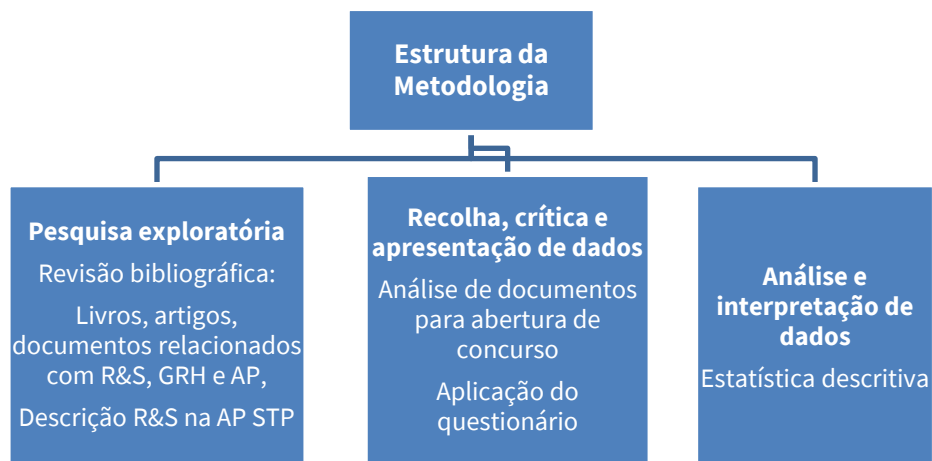 Estrutura da
Metodologia
Pesquisa exploratória
Revisão bibliográfica:
Livros, artigos,
documentos relacionados
com R&S, GRH e AP,
Descrição R&S na AP STP
Recolha, crítica e
apresentação de dados
Análise de documentos
para abertura de
concurso
Aplicação do
questionário
Análise e
interpretação de
dados
Estatística descritiva